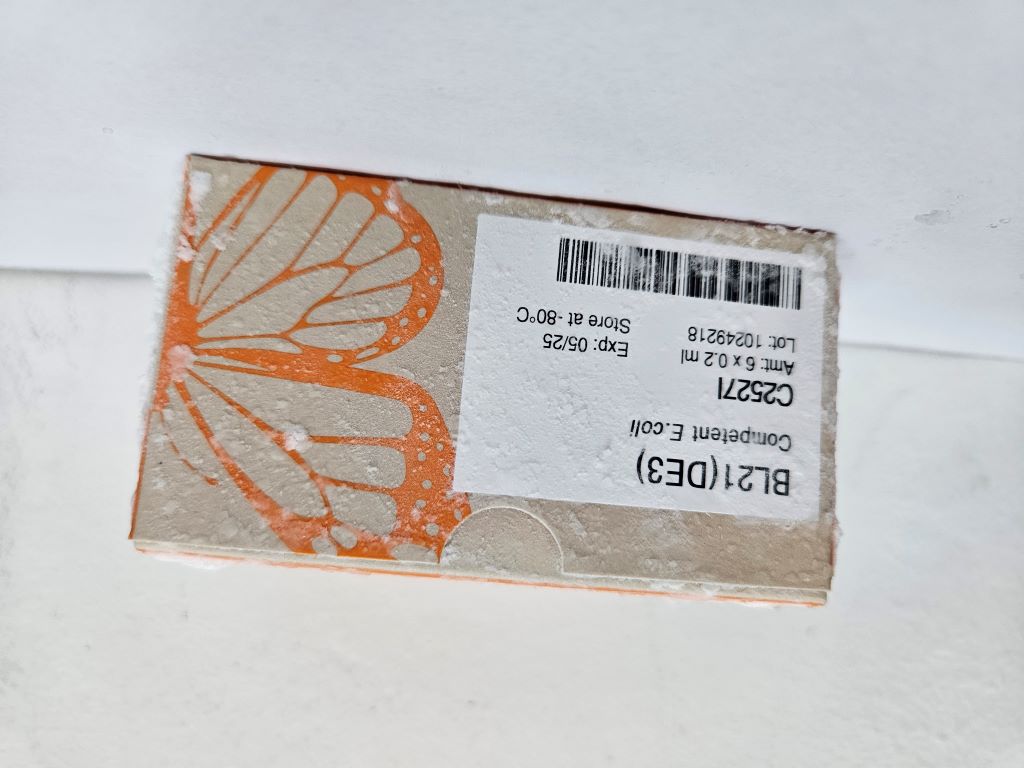 BL21(DE3)
Competent E.coli
C2527I
Amt: 6 x 0.2 ml
Exp: 05/25
Lot: 10249218
Store at -80°C